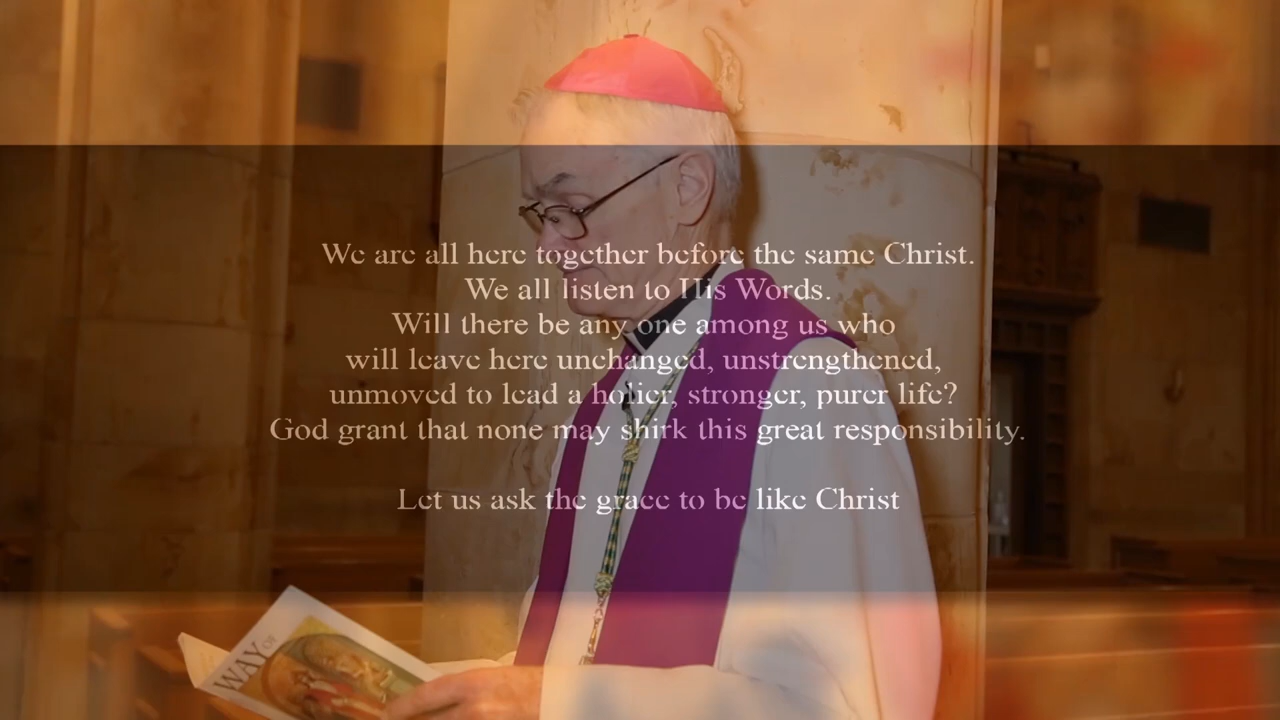 We are all here together before the same Christ.
We all listen to His Words.
Will there be any one among us who
will leave here unchanged, unstrengthened,
unmoved to lead a holier, stronger, purer life?
God grant that none may shirk this great responsibility.
Let us ask the grace to be like Christ
WAY OF